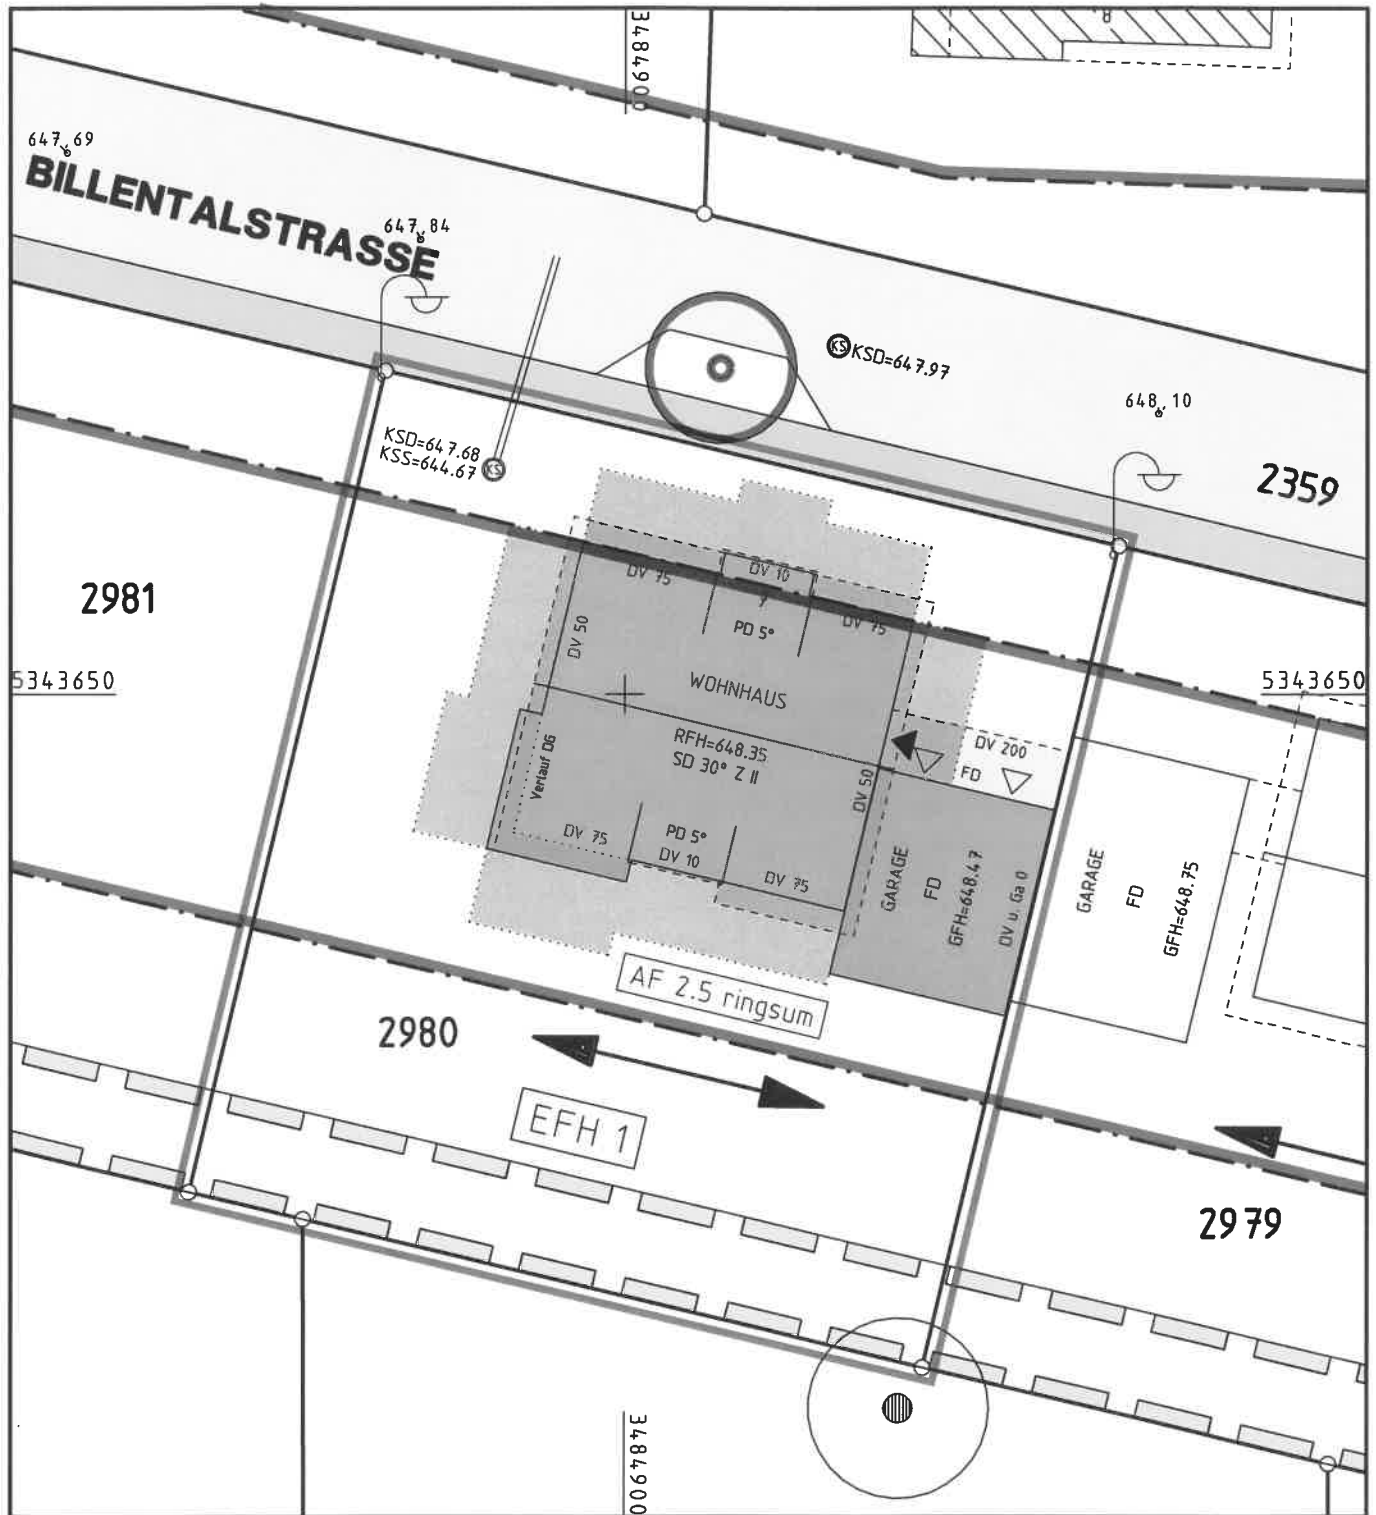 3484900
647,69
BILLENTALSTRASSE
647,84
KSD=647.97
KS
648,10
2359
KSD=647.68
KSS=644.67
KS
2981
DV 75
DV 10
DV 75
PD 5°
DV 50
5343650
5343650
WOHNHAUS
RFH=648.35
SD 30° Z II
DV 200
FD
Verlauf DG
DV 50
DV 75
PD 5°
DV 10
DV 75
GARAGE
FD
GFH=648.47
DV u. Ga 0
GARAGE
FD
GFH=648.75
AF 2.5 ringsum
2980
EFH 1
2979
3484900